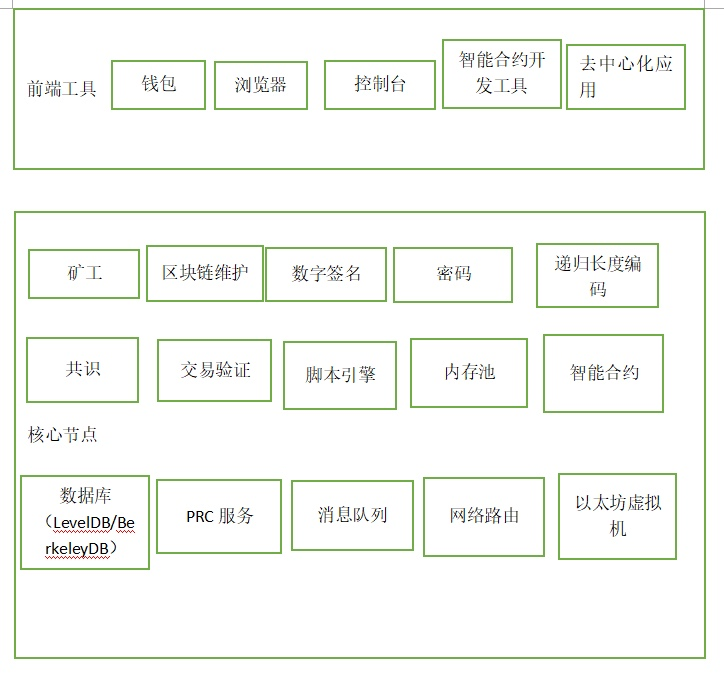 前端工具
钱包
浏览器
控制台
智能合约开
发工具
去中心化应
用
矿工
区块链维护
数字签名
密码
递归长度编
码
共识
交易验证
脚本引擎
内存池
智能合约
核心节点
数据库
（LevelDB/Be
rkeleyDB）
PRC 服务
消息队列
网络路由
以太坊虚拟
机